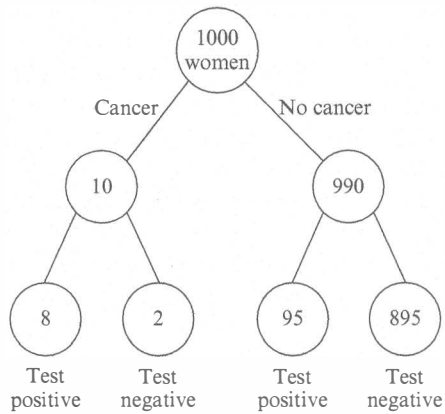 1000
women
Cancer
No cancer
10
990
8
2
95
895
Test
positive
Test
negative
Test
positive
Test
negative